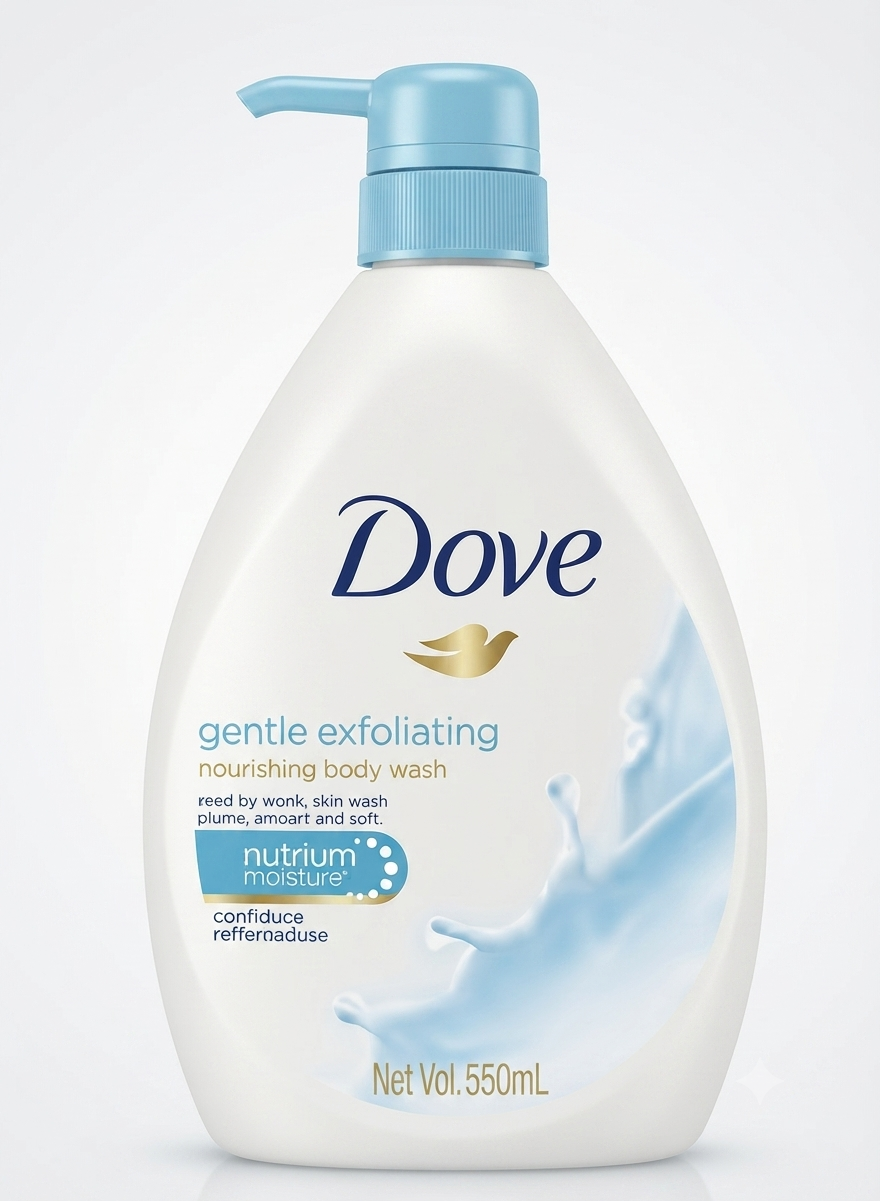 Dove
gentle exfoliating
nourishing body wash
reed by wonk, skin wash
plume, amoart and soft.
nutrium
moisture®
confiduce
reffernaduse
Net Vol. 550mL